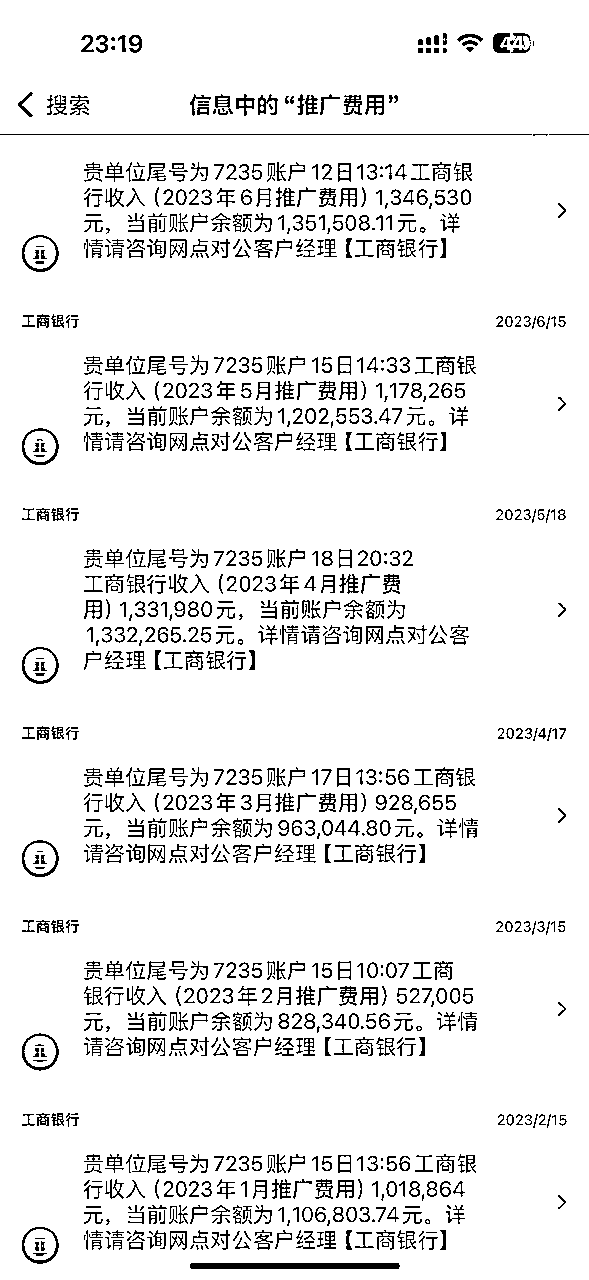 23:19
搜索
信息中的“推广费用”
贵单位尾号为7235账户12日13:14工商银
行收入（2023年6月推广费用）1,346,530
元，当前账户余额为1,351,508.11元。详
情请咨询网点对公客户经理【工商银行】
工商银行 2023/6/15
贵单位尾号为7235账户15日14:33工商银
行收入（2023年5月推广费用）1,178,265
元，当前账户余额为1,202,553.47元。详
情请咨询网点对公客户经理【工商银行】
工商银行 2023/5/18
贵单位尾号为7235账户18日20:32
工商银行收入（2023年4月推广费
用）1,331,980元，当前账户余额为
1,332,265.25元。详情请咨询网点对公客
户经理【工商银行】
工商银行 2023/4/17
贵单位尾号为7235账户17日13:56工商银
行收入（2023年3月推广费用）928,655
元，当前账户余额为963,044.80元。详情
请咨询网点对公客户经理【工商银行】
工商银行 2023/3/15
贵单位尾号为7235账户15日10:07工商
银行收入（2023年2月推广费用）527,005
元，当前账户余额为828,340.56元。详情
请咨询网点对公客户经理【工商银行】
工商银行 2023/2/15
贵单位尾号为7235账户15日13:56工商银
行收入（2023年1月推广费用）1,018,864
元，当前账户余额为1,106,803.74元。详
情请咨询网点对公客户经理【工商银行】